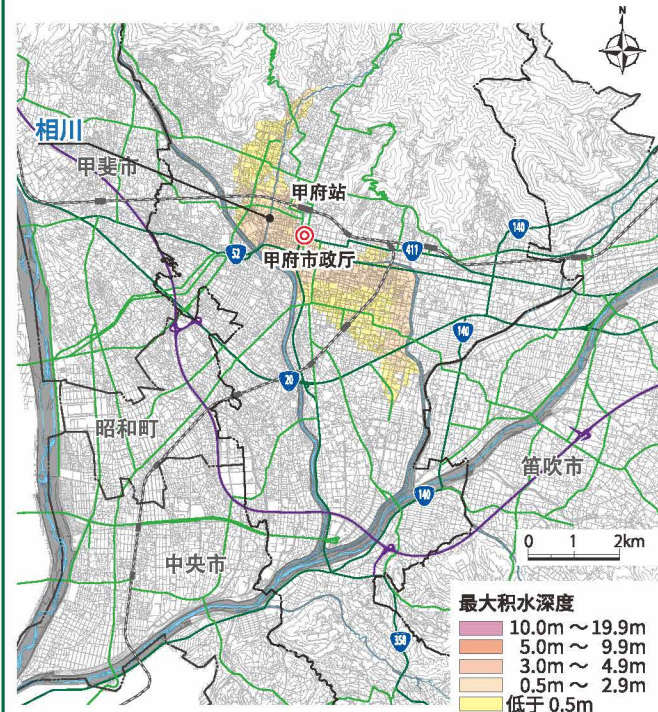 N
相川
甲斐市
甲府站
140
52
甲府市政厅
411
140
20
昭和町
笛吹市
140
0 1 2km
中央市
358
最大积水深度
10.0m ～ 19.9m
5.0m ～ 9.9m
3.0m ～ 4.9m
0.5m ～ 2.9m
低于 0.5m